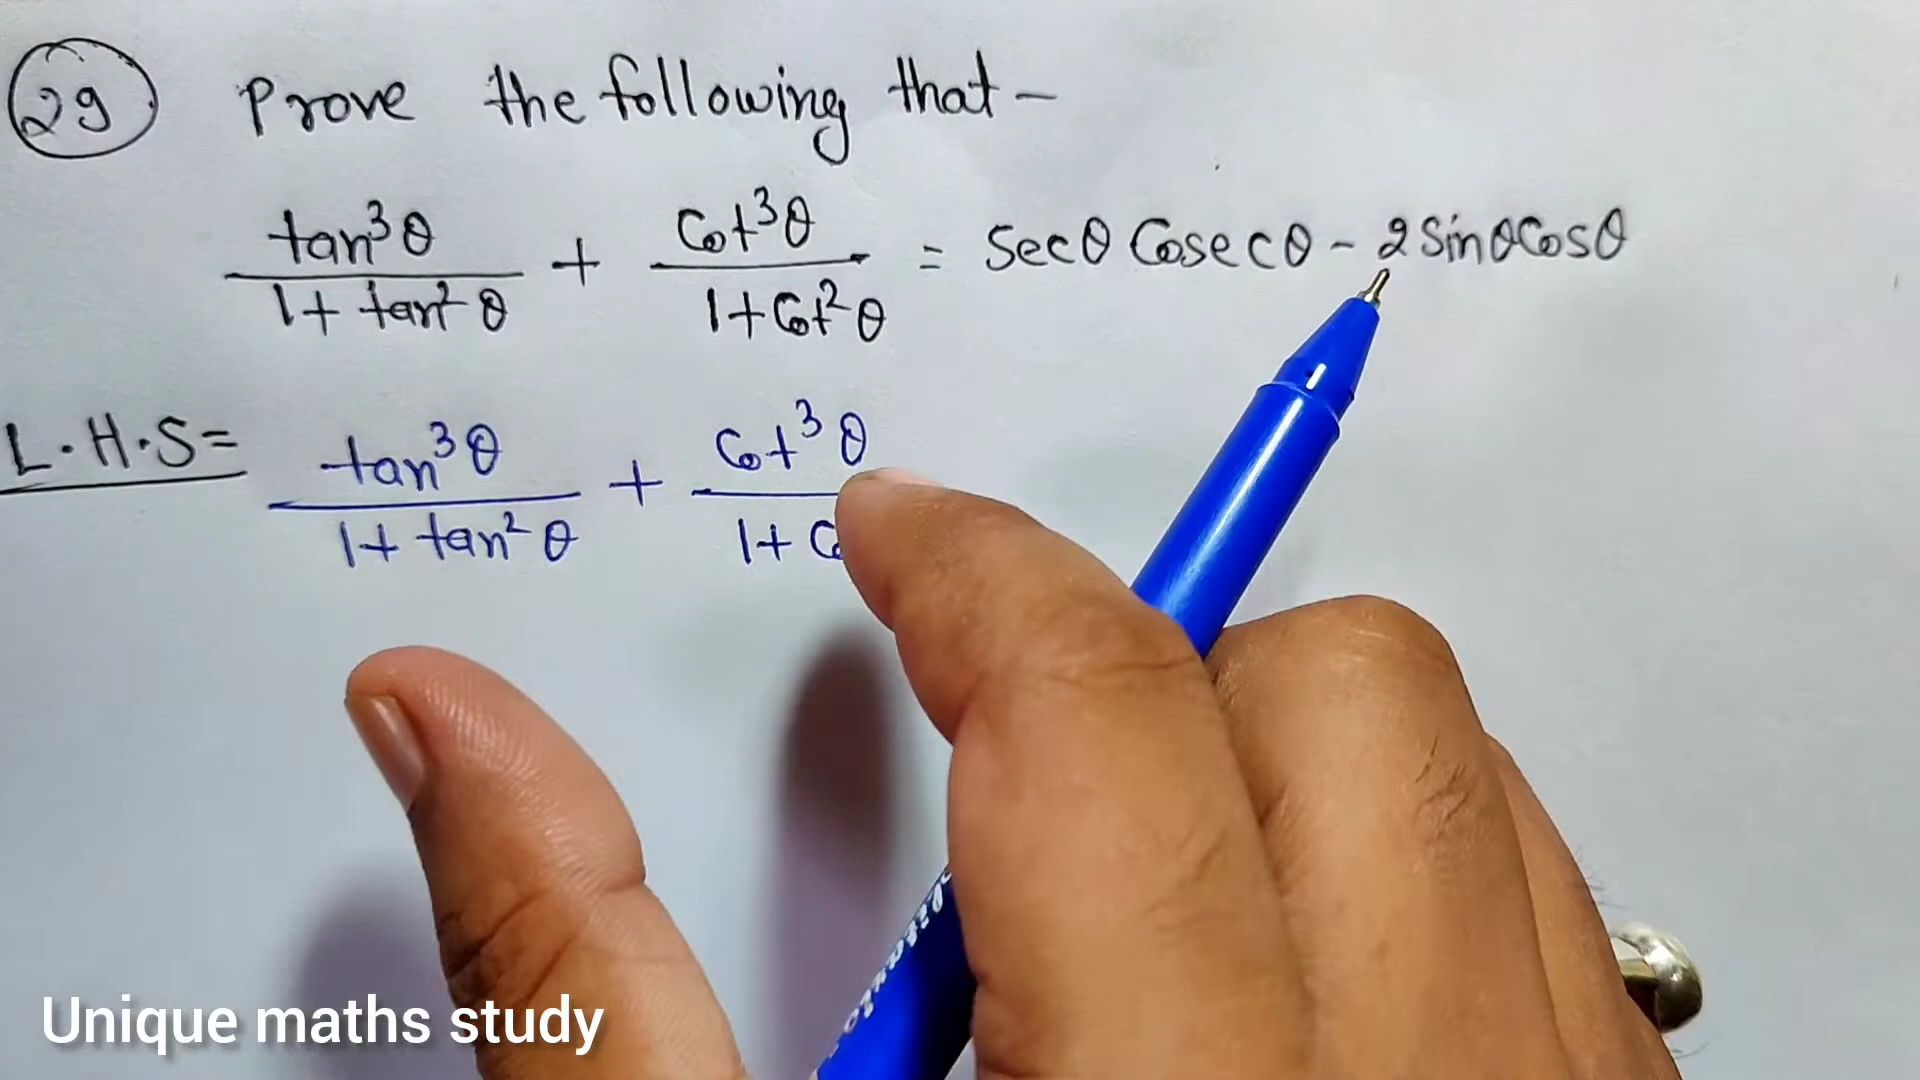 29 Prove the following that -
tan³θ / 1 + tan²θ + Cot³θ / 1 + Cot²θ = Secθ Cosecθ - 2 Sinθ Cosθ
L.H.S = tan³θ / 1 + tan²θ + Cot³θ / 1 + Co
Unique maths study